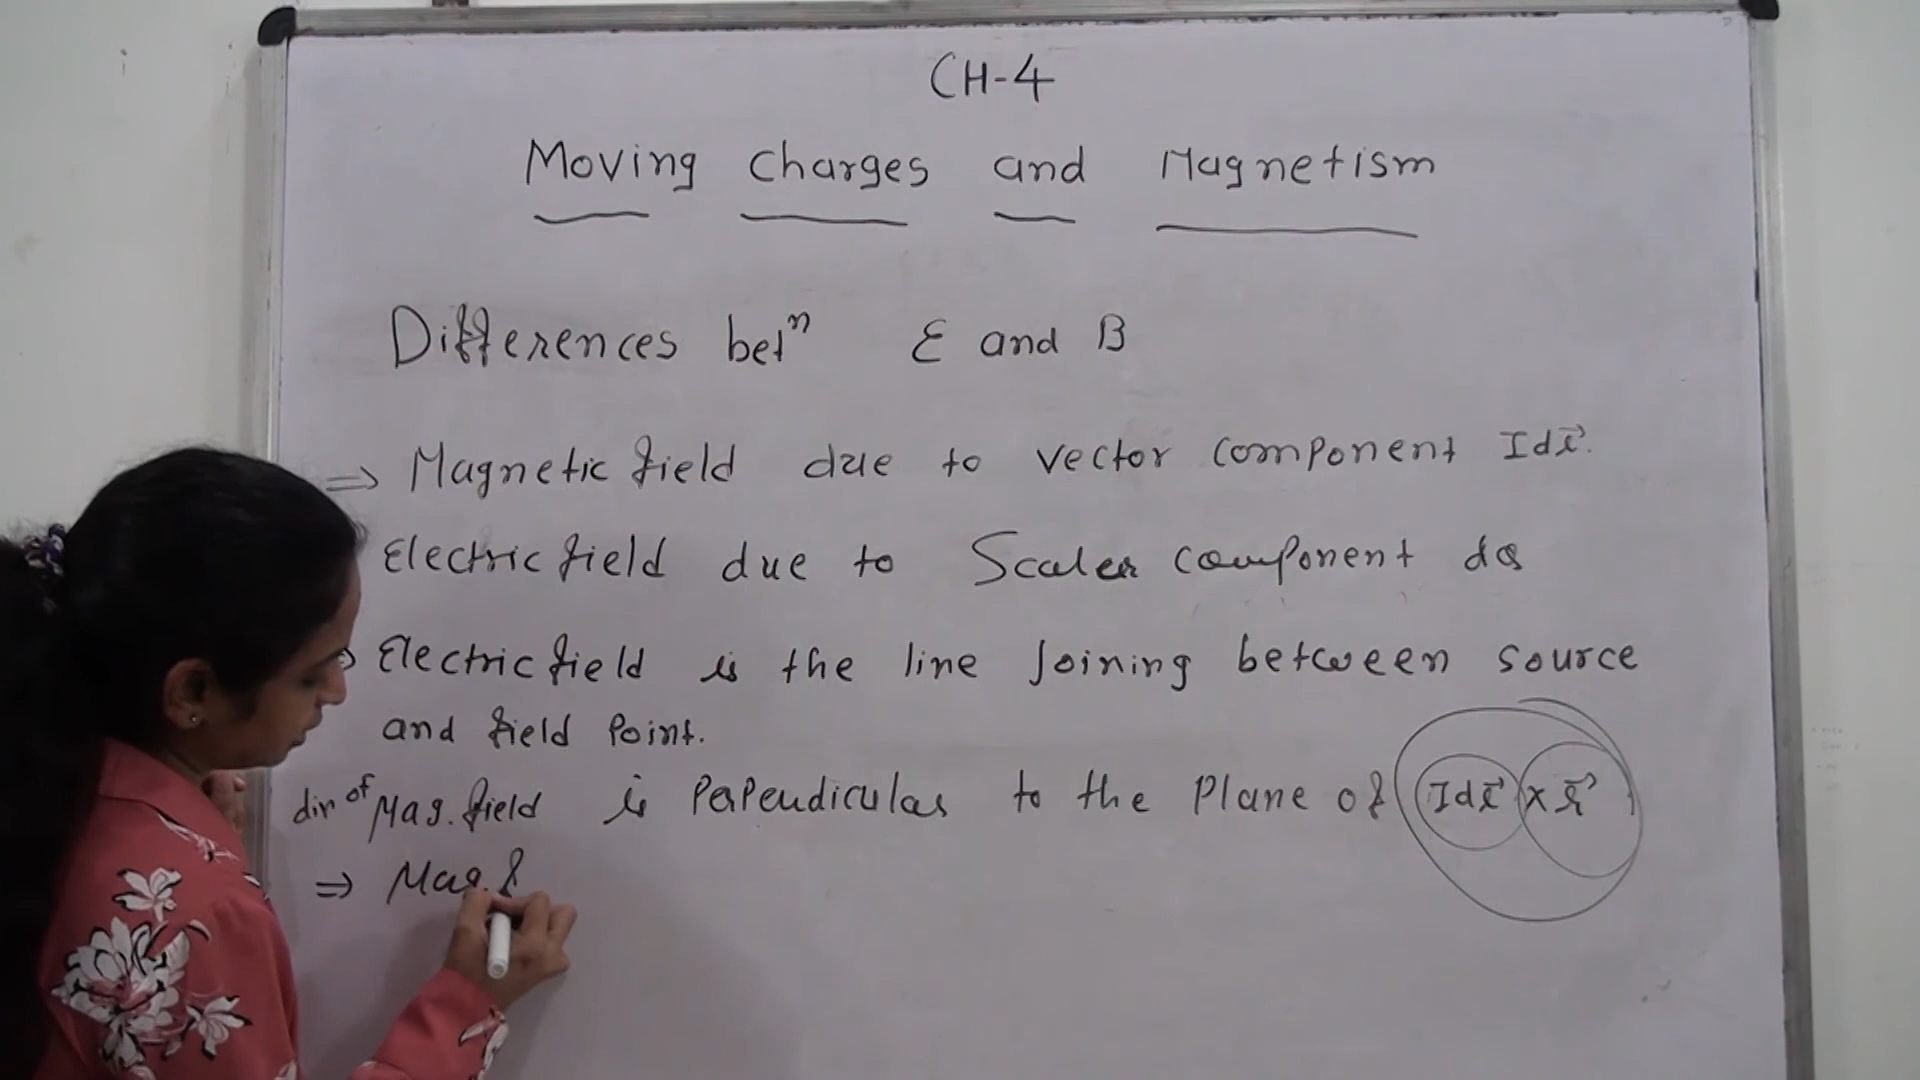 CH-4
Moving Charges and Magnetism
Differences betⁿ E and B
⇒ Magnetic field due to vector component Idl⃗.
Electric field due to Scaler component dQ
Electric field is the line Joining between source
and field Point.
dirⁿ of Mag. field is Perpendicular to the Plane of Idl⃗ × r⃗
⇒ Mag. f